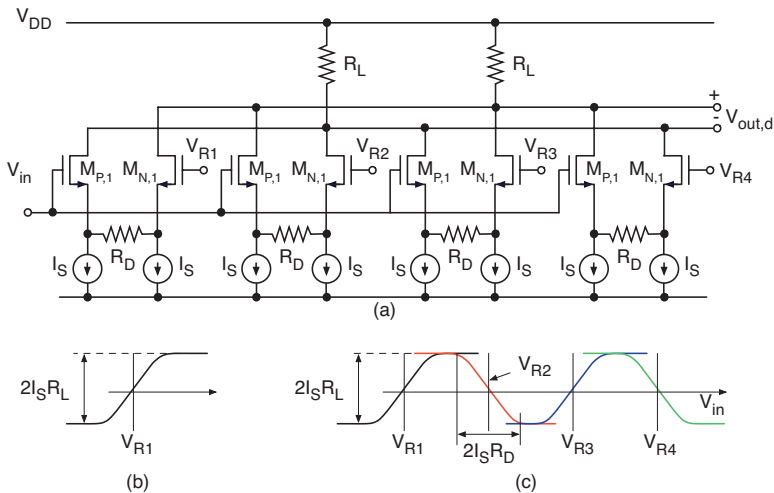 V_DD
R_L R_L
+
V_out,d
-
V_in
M_P,1 M_N,1 V_R1 M_P,1 M_N,1 V_R2 M_P,1 M_N,1 V_R3 M_P,1 M_N,1 V_R4
R_D R_D R_D R_D
I_S I_S I_S I_S I_S I_S I_S I_S
(a)
2I_SR_L
V_R1
(b)
2I_SR_L
V_R2
V_in
V_R1 2I_SR_D V_R3 V_R4
(c)